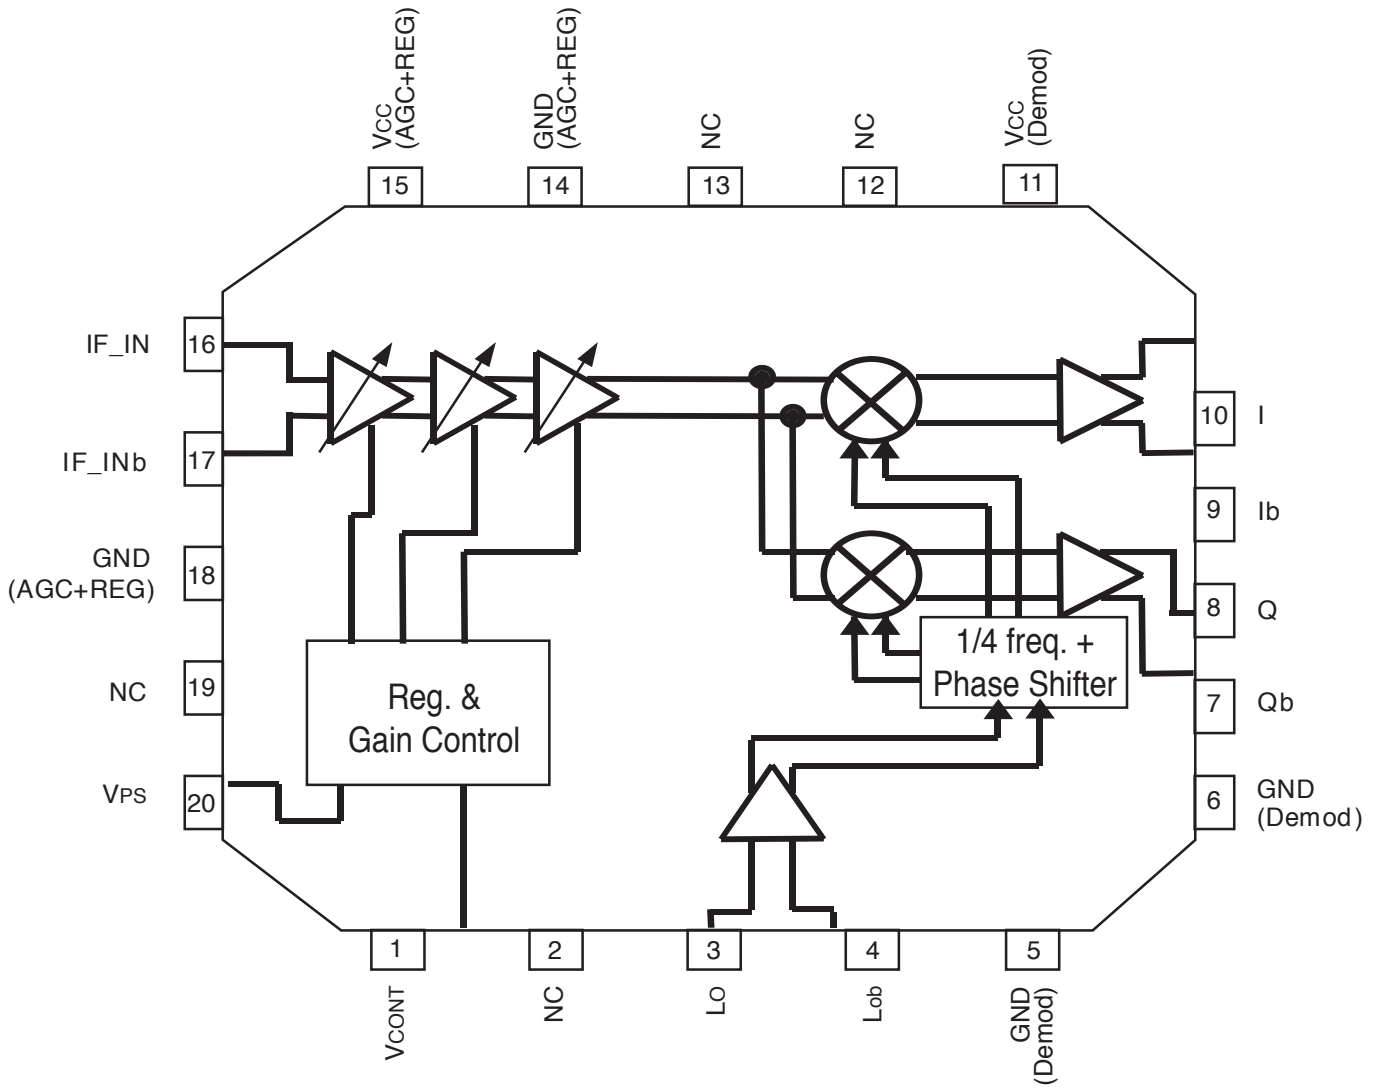 VCC
(AGC+REG)
GND
(AGC+REG)
NC
NC
VCC
(Demod)
15
14
13
12
11
IF_IN
16
IF_INb
17
GND
(AGC+REG)
18
NC
19
VPS
20
10
I
9
Ib
8
Q
7
Qb
6
GND
(Demod)
1/4 freq. +
Phase Shifter
Reg. &
Gain Control
1
2
3
4
5
VCONT
NC
LO
Lob
GND
(Demod)